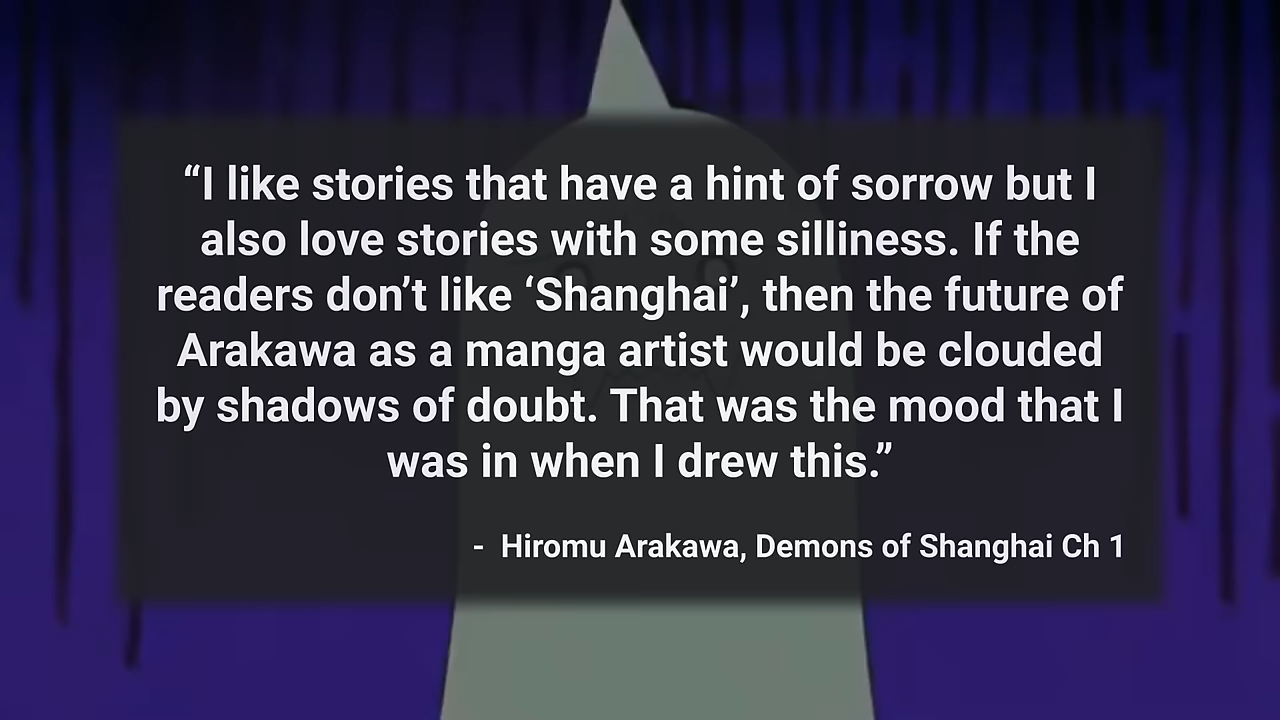 “I like stories that have a hint of sorrow but I
also love stories with some silliness. If the
readers don’t like ‘Shanghai’, then the future of
Arakawa as a manga artist would be clouded
by shadows of doubt. That was the mood that I
was in when I drew this.”
- Hiromu Arakawa, Demons of Shanghai Ch 1